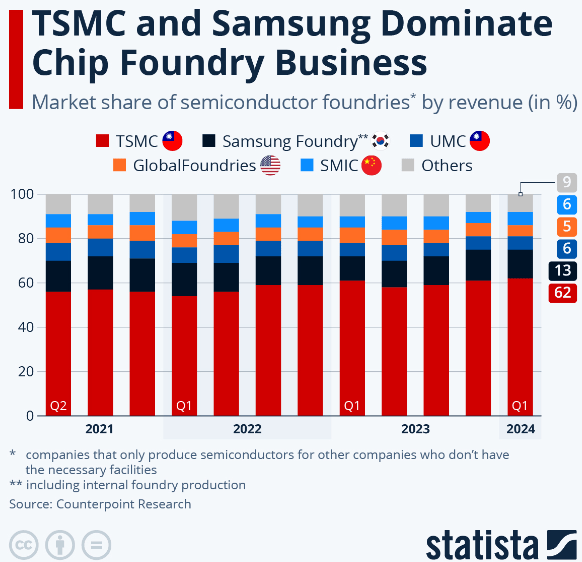 TSMC and Samsung Dominate
Chip Foundry Business
Market share of semiconductor foundries* by revenue (in %)
TSMC Samsung Foundry** UMC
GlobalFoundries SMIC Others
100
80
60
40
20
0
9
6
5
6
13
62
Q2 Q1 Q1 Q1
2021 2022 2023 2024
* companies that only produce semiconductors for other companies who don't have
the necessary facilities
** including internal foundry production
Source: Counterpoint Research
cc =
statista